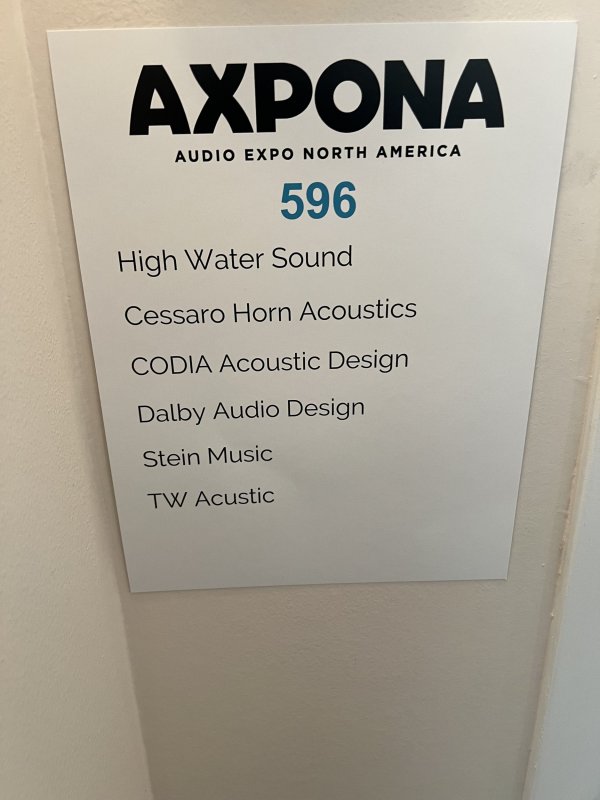 AXPONA
AUDIO EXPO NORTH AMERICA
596
High Water Sound
Cessaro Horn Acoustics
CODIA Acoustic Design
Dalby Audio Design
Stein Music
TW Acustic